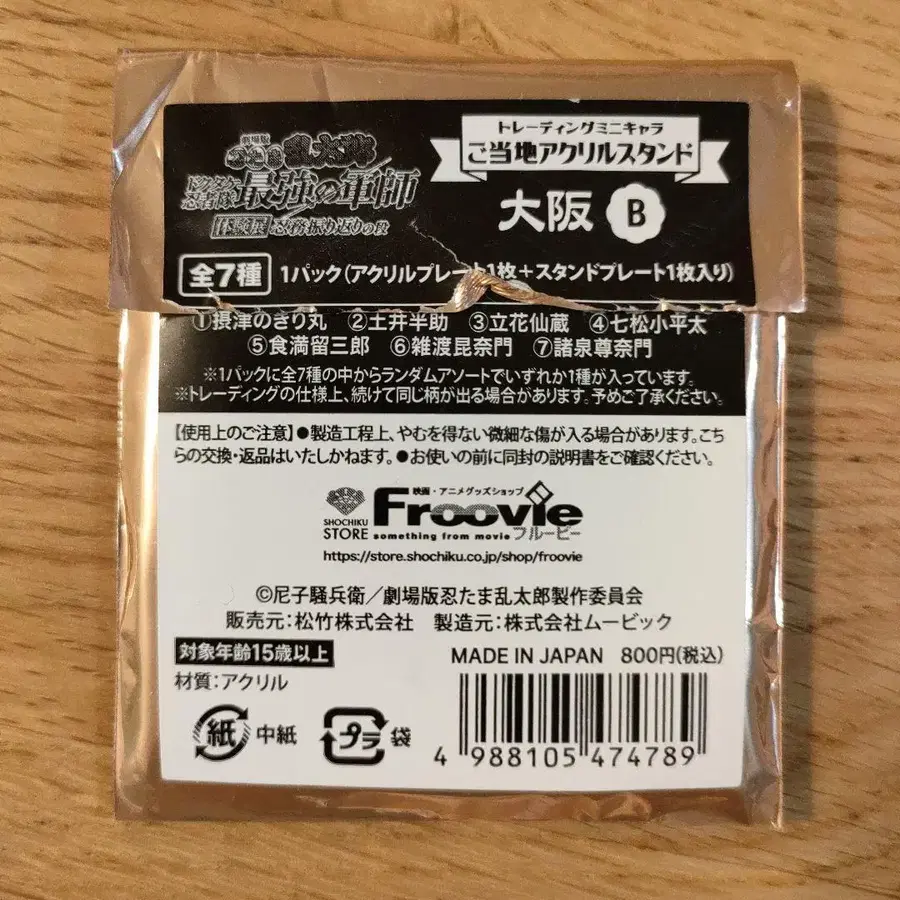 劇場版
忍たま乱太郎
ドクタケ忍者隊最強の軍師
体験展 忍務振り返りの段
トレーディングミニキャラ
ご当地アクリルスタンド
大阪 B
全7種 1パック(アクリルプレート1枚+スタンドプレート1枚入り)
①摂津のきり丸 ②土井半助 ③立花仙蔵 ④七松小平太
⑤食満留三郎 ⑥雑渡昆奈門 ⑦諸泉尊奈門
※1パックに全7種の中からランダムアソートでいずれか1種が入っています。
※トレーディングの仕様上、続けて同じ柄が出る場合があります。予めご了承ください。
【使用上のご注意】●製造工程上、やむを得ない微細な傷が入る場合があります。こち
らの交換・返品はいたしかねます。●お使いの前に同封の説明書をご確認ください。
映画・アニメグッズショップ
SHOCHIKU
STORE
Froovie
something from movie フルービー
https://store.shochiku.co.jp/shop/froovie
©尼子騒兵衛/劇場版忍たま乱太郎製作委員会
販売元:松竹株式会社 製造元:株式会社ムービック
対象年齢15歳以上
MADE IN JAPAN 800円(税込)
材質:アクリル
紙 中紙
プラ 袋
4 988105 474789